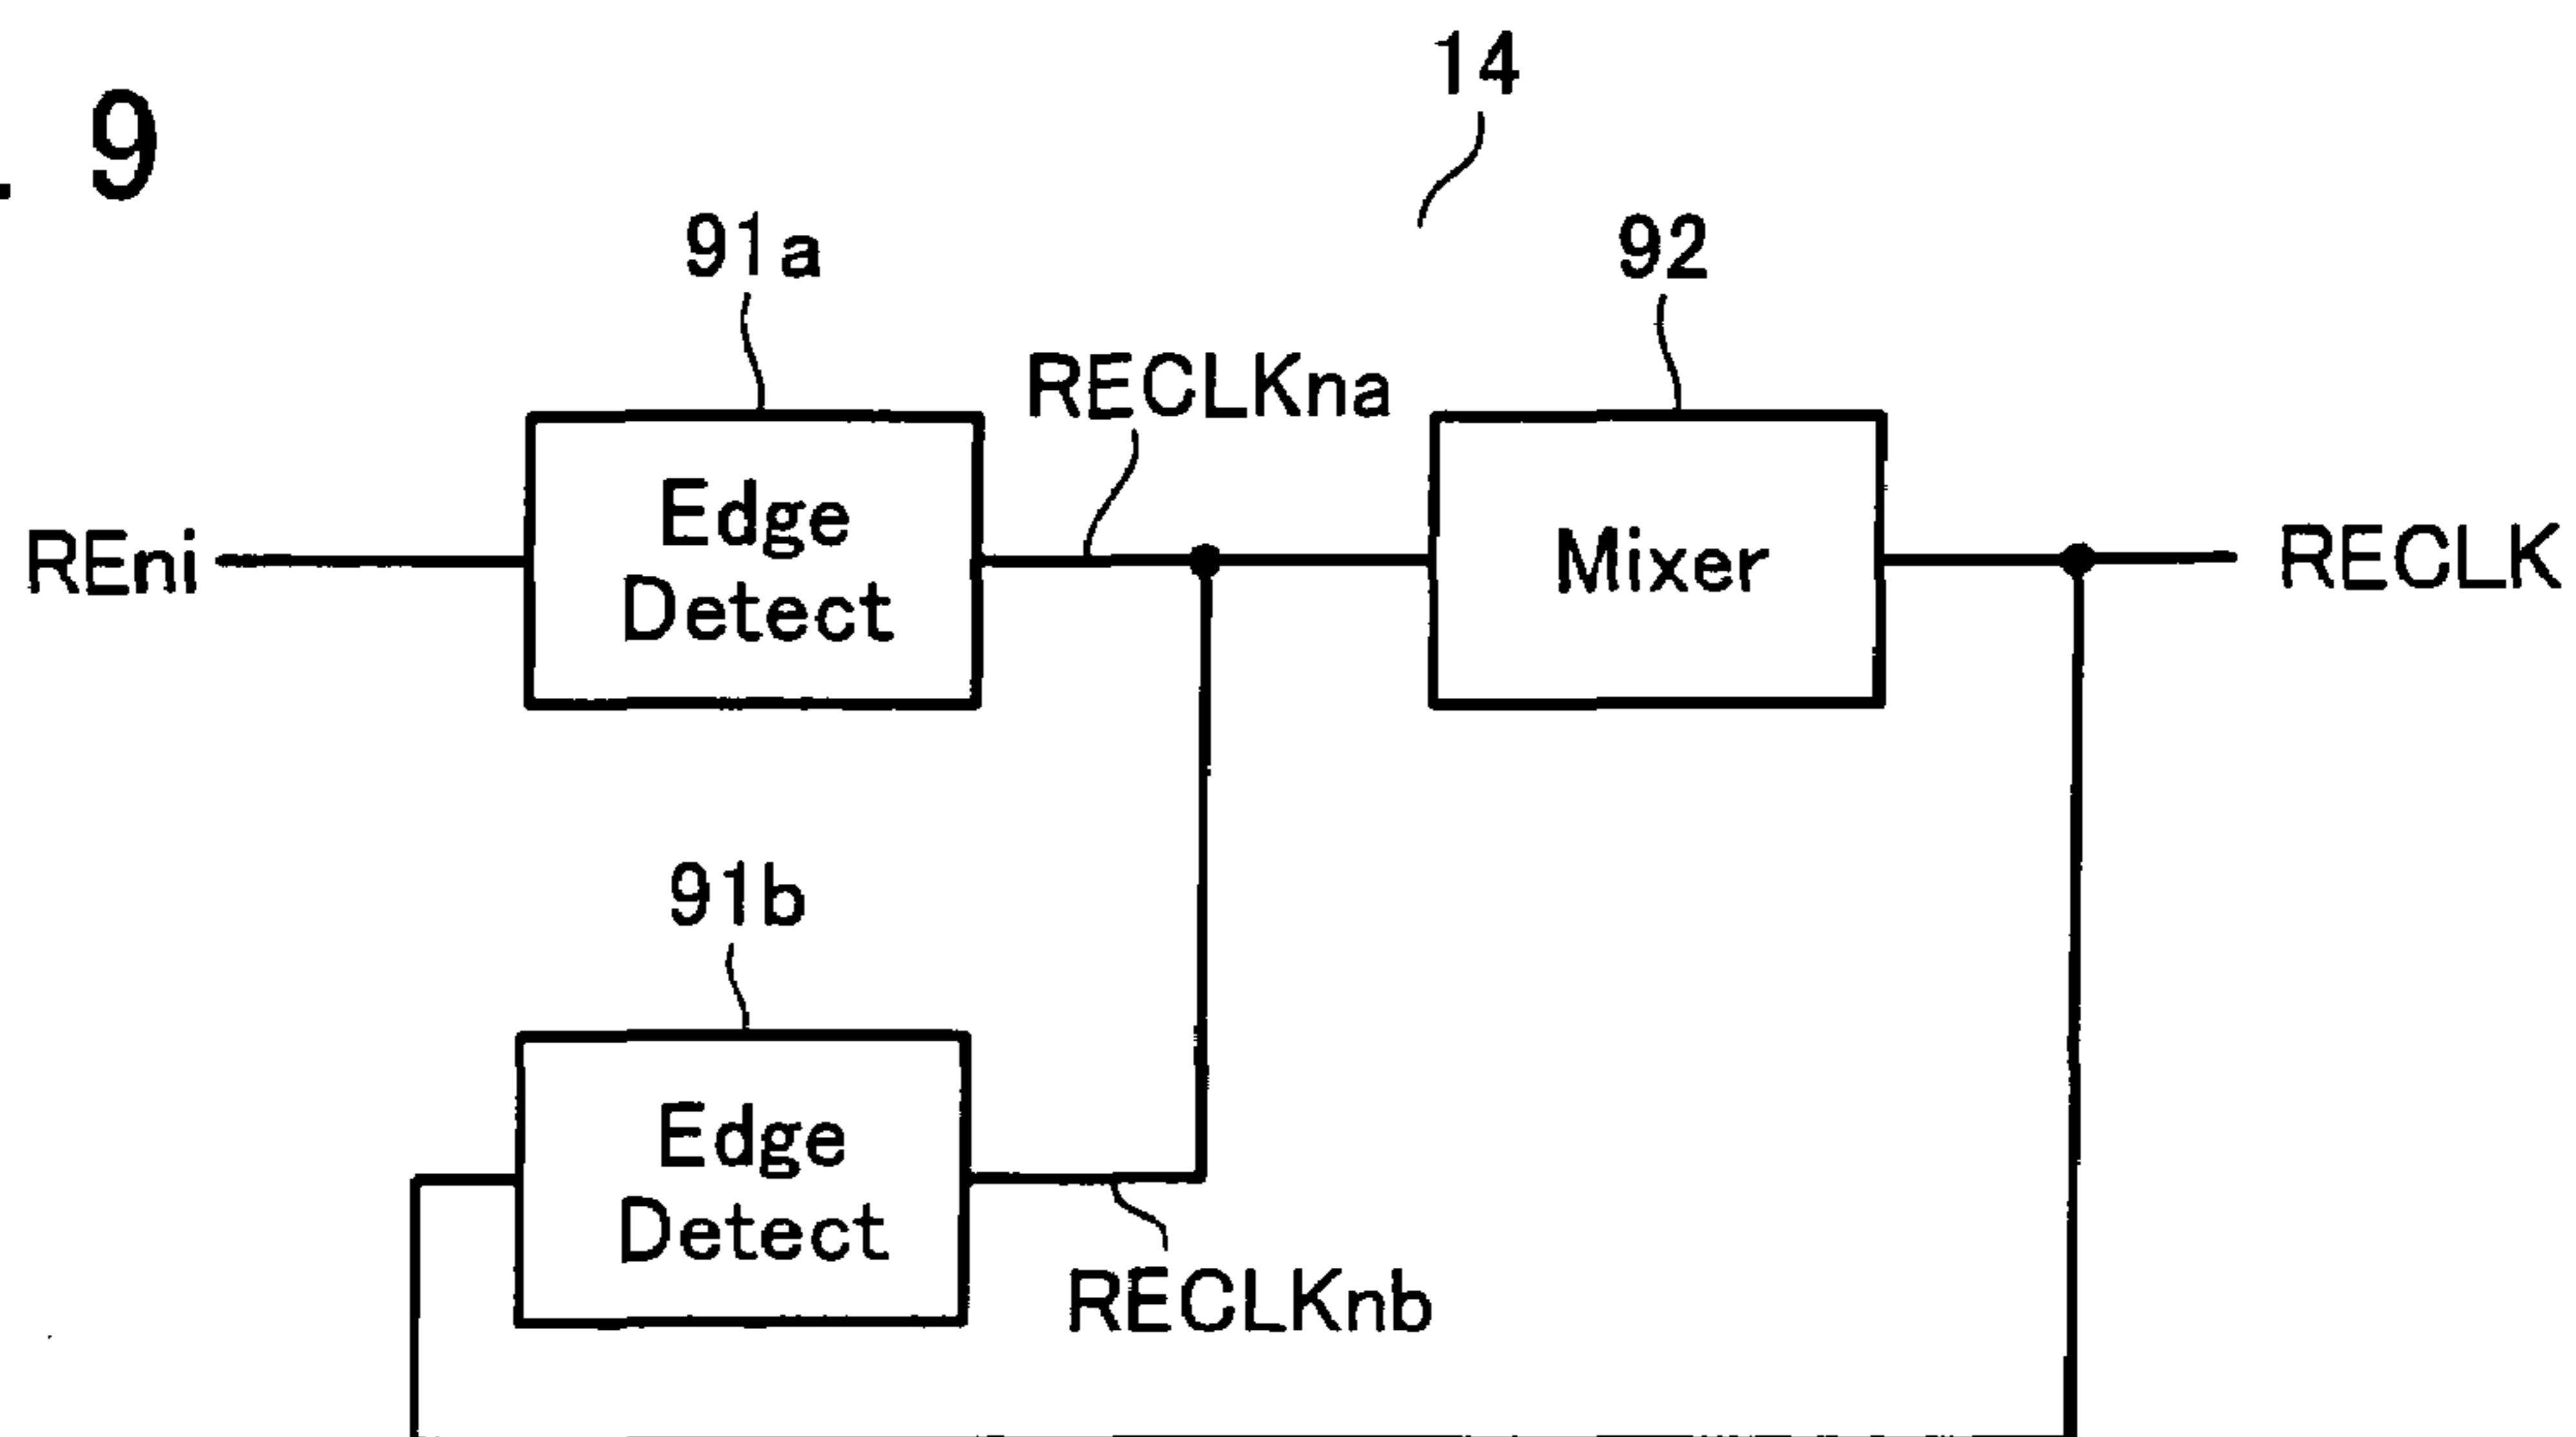 . 9
14
91a
92
RECLKna
REni
Edge
Detect
Mixer
RECLK
91b
Edge
Detect
RECLKnb